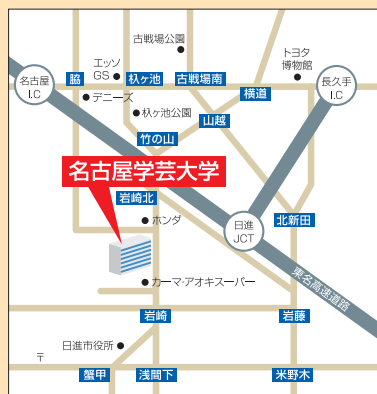 古戦場公園
トヨタ
博物館
エッソ
GS
名古屋
I.C
脇
杁ヶ池
古戦場南
長久手
I.C
デニーズ
横道
杁ヶ池公園
山越
竹の山
名古屋学芸大学
岩崎北
ホンダ
北新田
日進
JCT
東名高速道路
カーマ・アオキスーパー
岩崎
岩藤
日進市役所
〒
蟹甲
浅間下
米野木